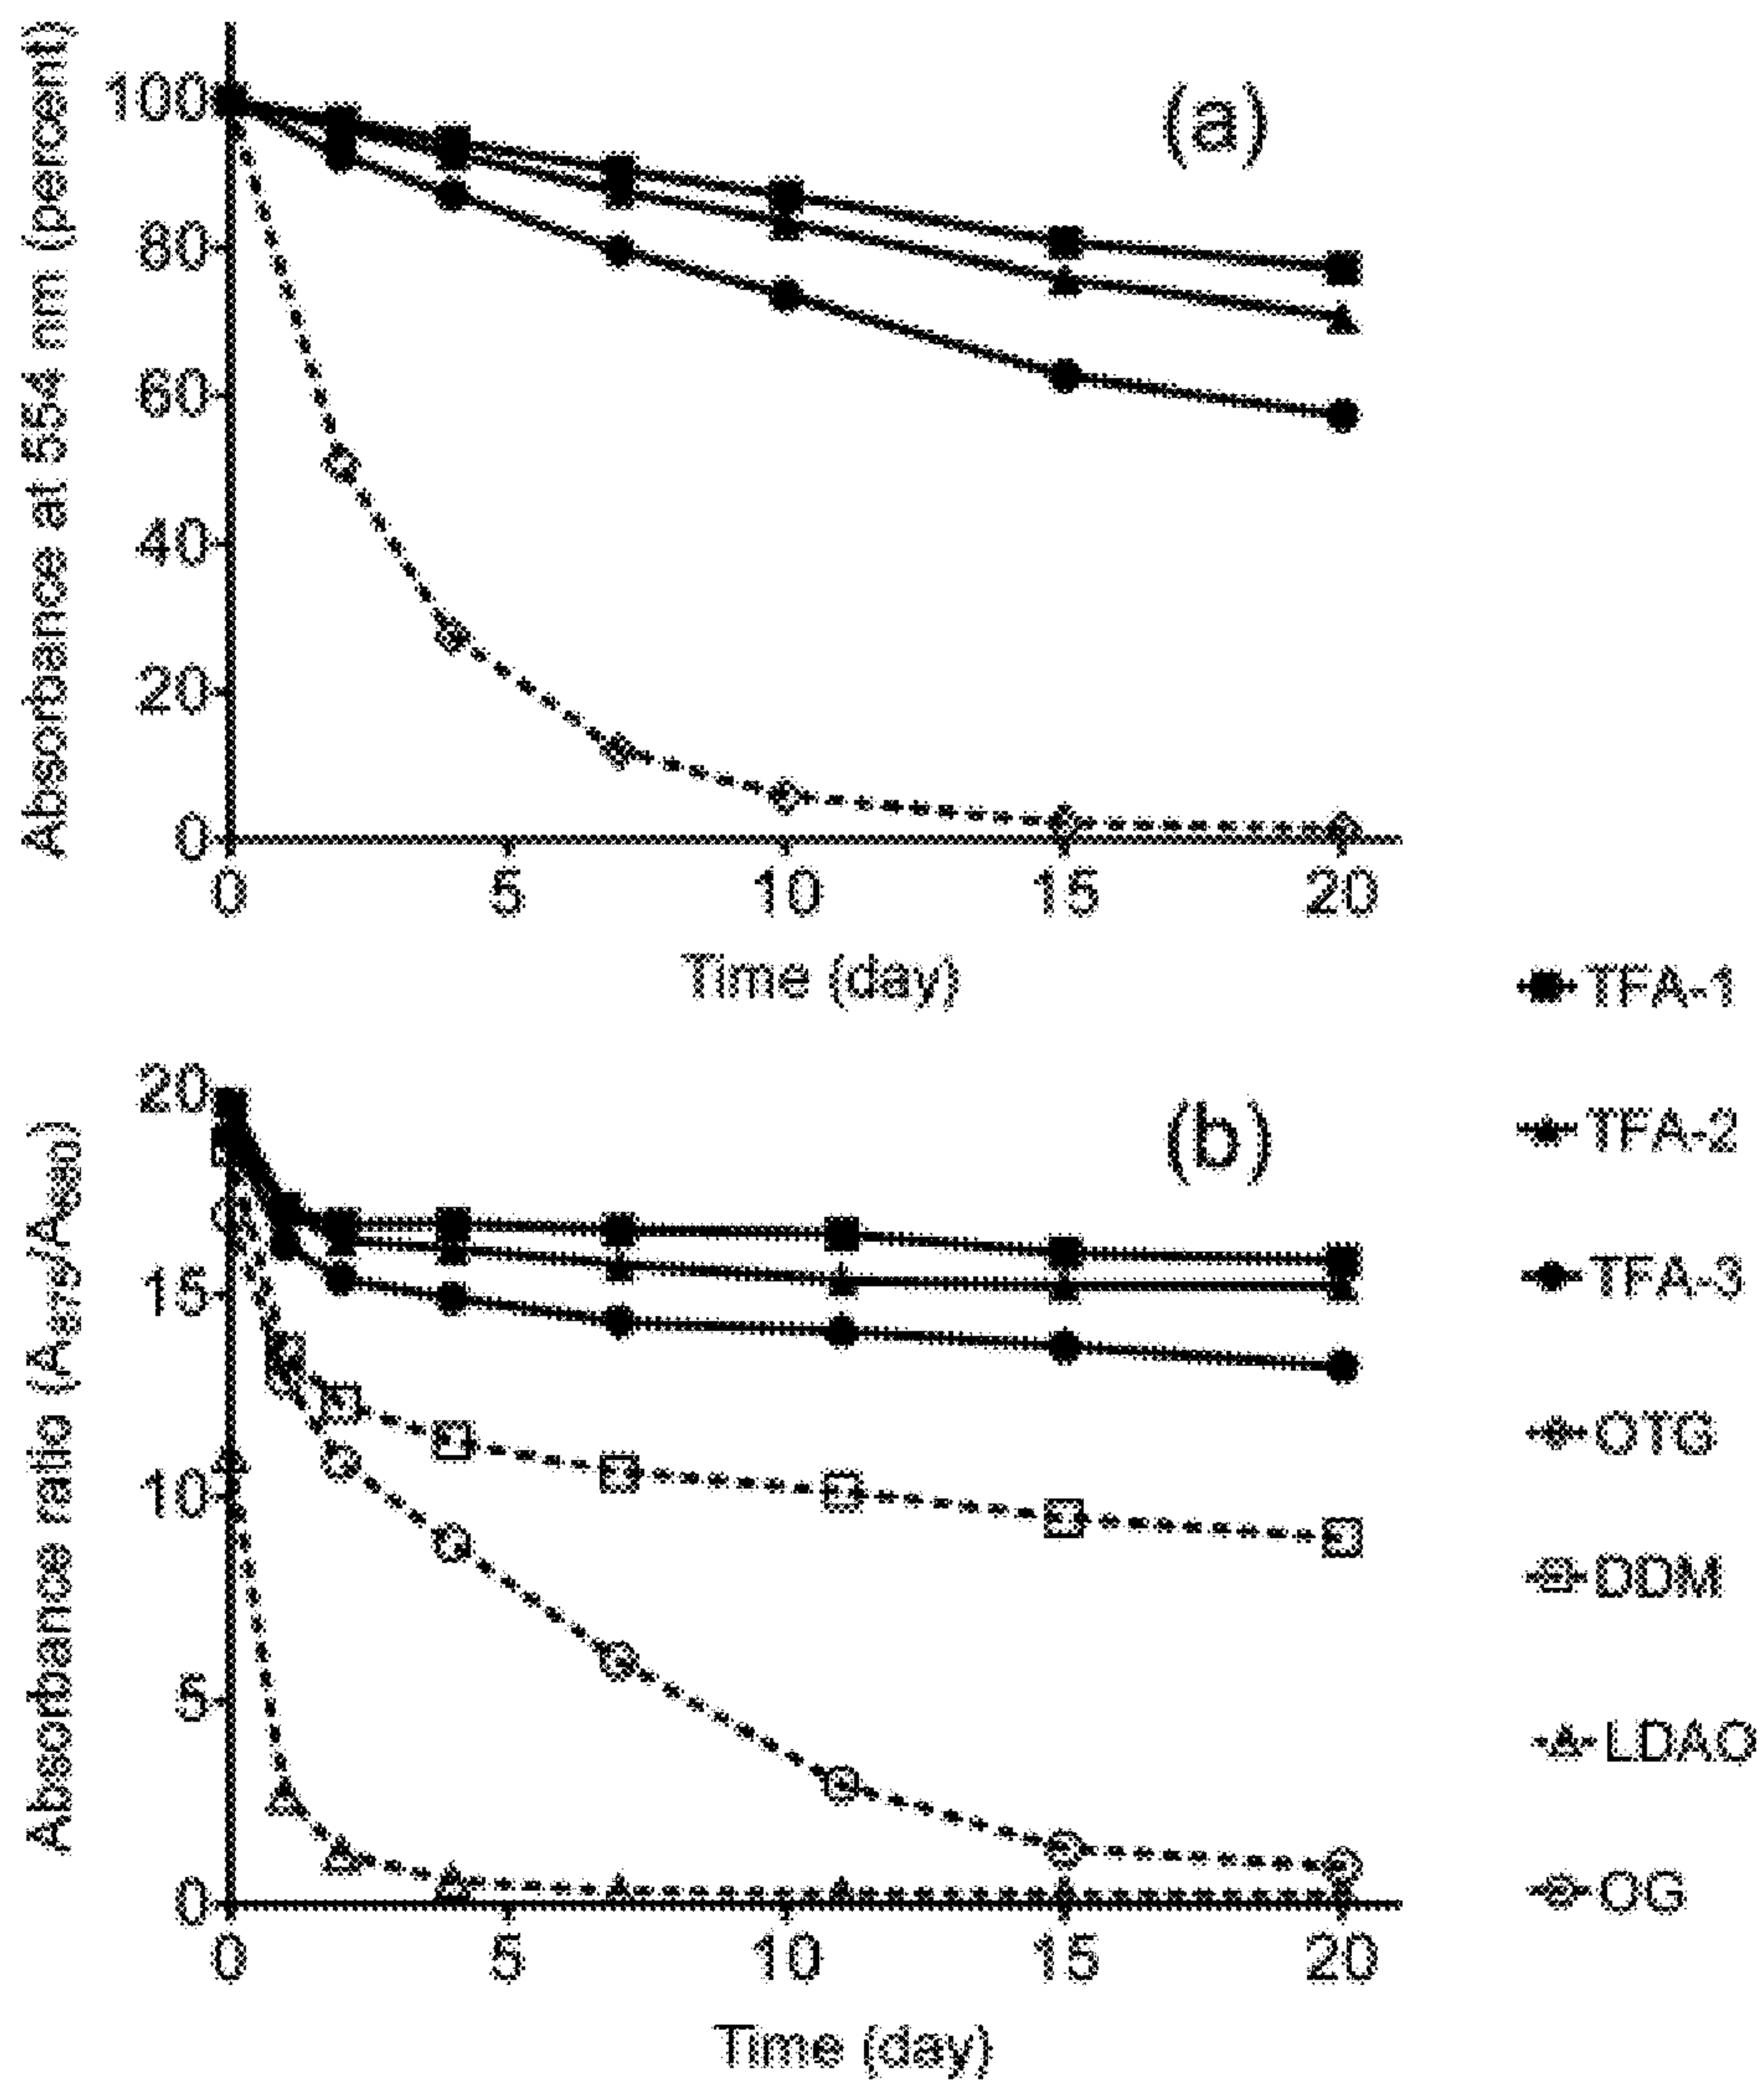 Absorbance at 554 nm (percent)
(a)
100
80
60
40
20
0
0 5 10 15 20
Time (day)
Absorbance ratio (A875/A680)
(b)
20
15
10
5
0
0 5 10 15 20
Time (day)
TFA-1
TFA-2
TFA-3
OTG
DDM
LDAO
OG